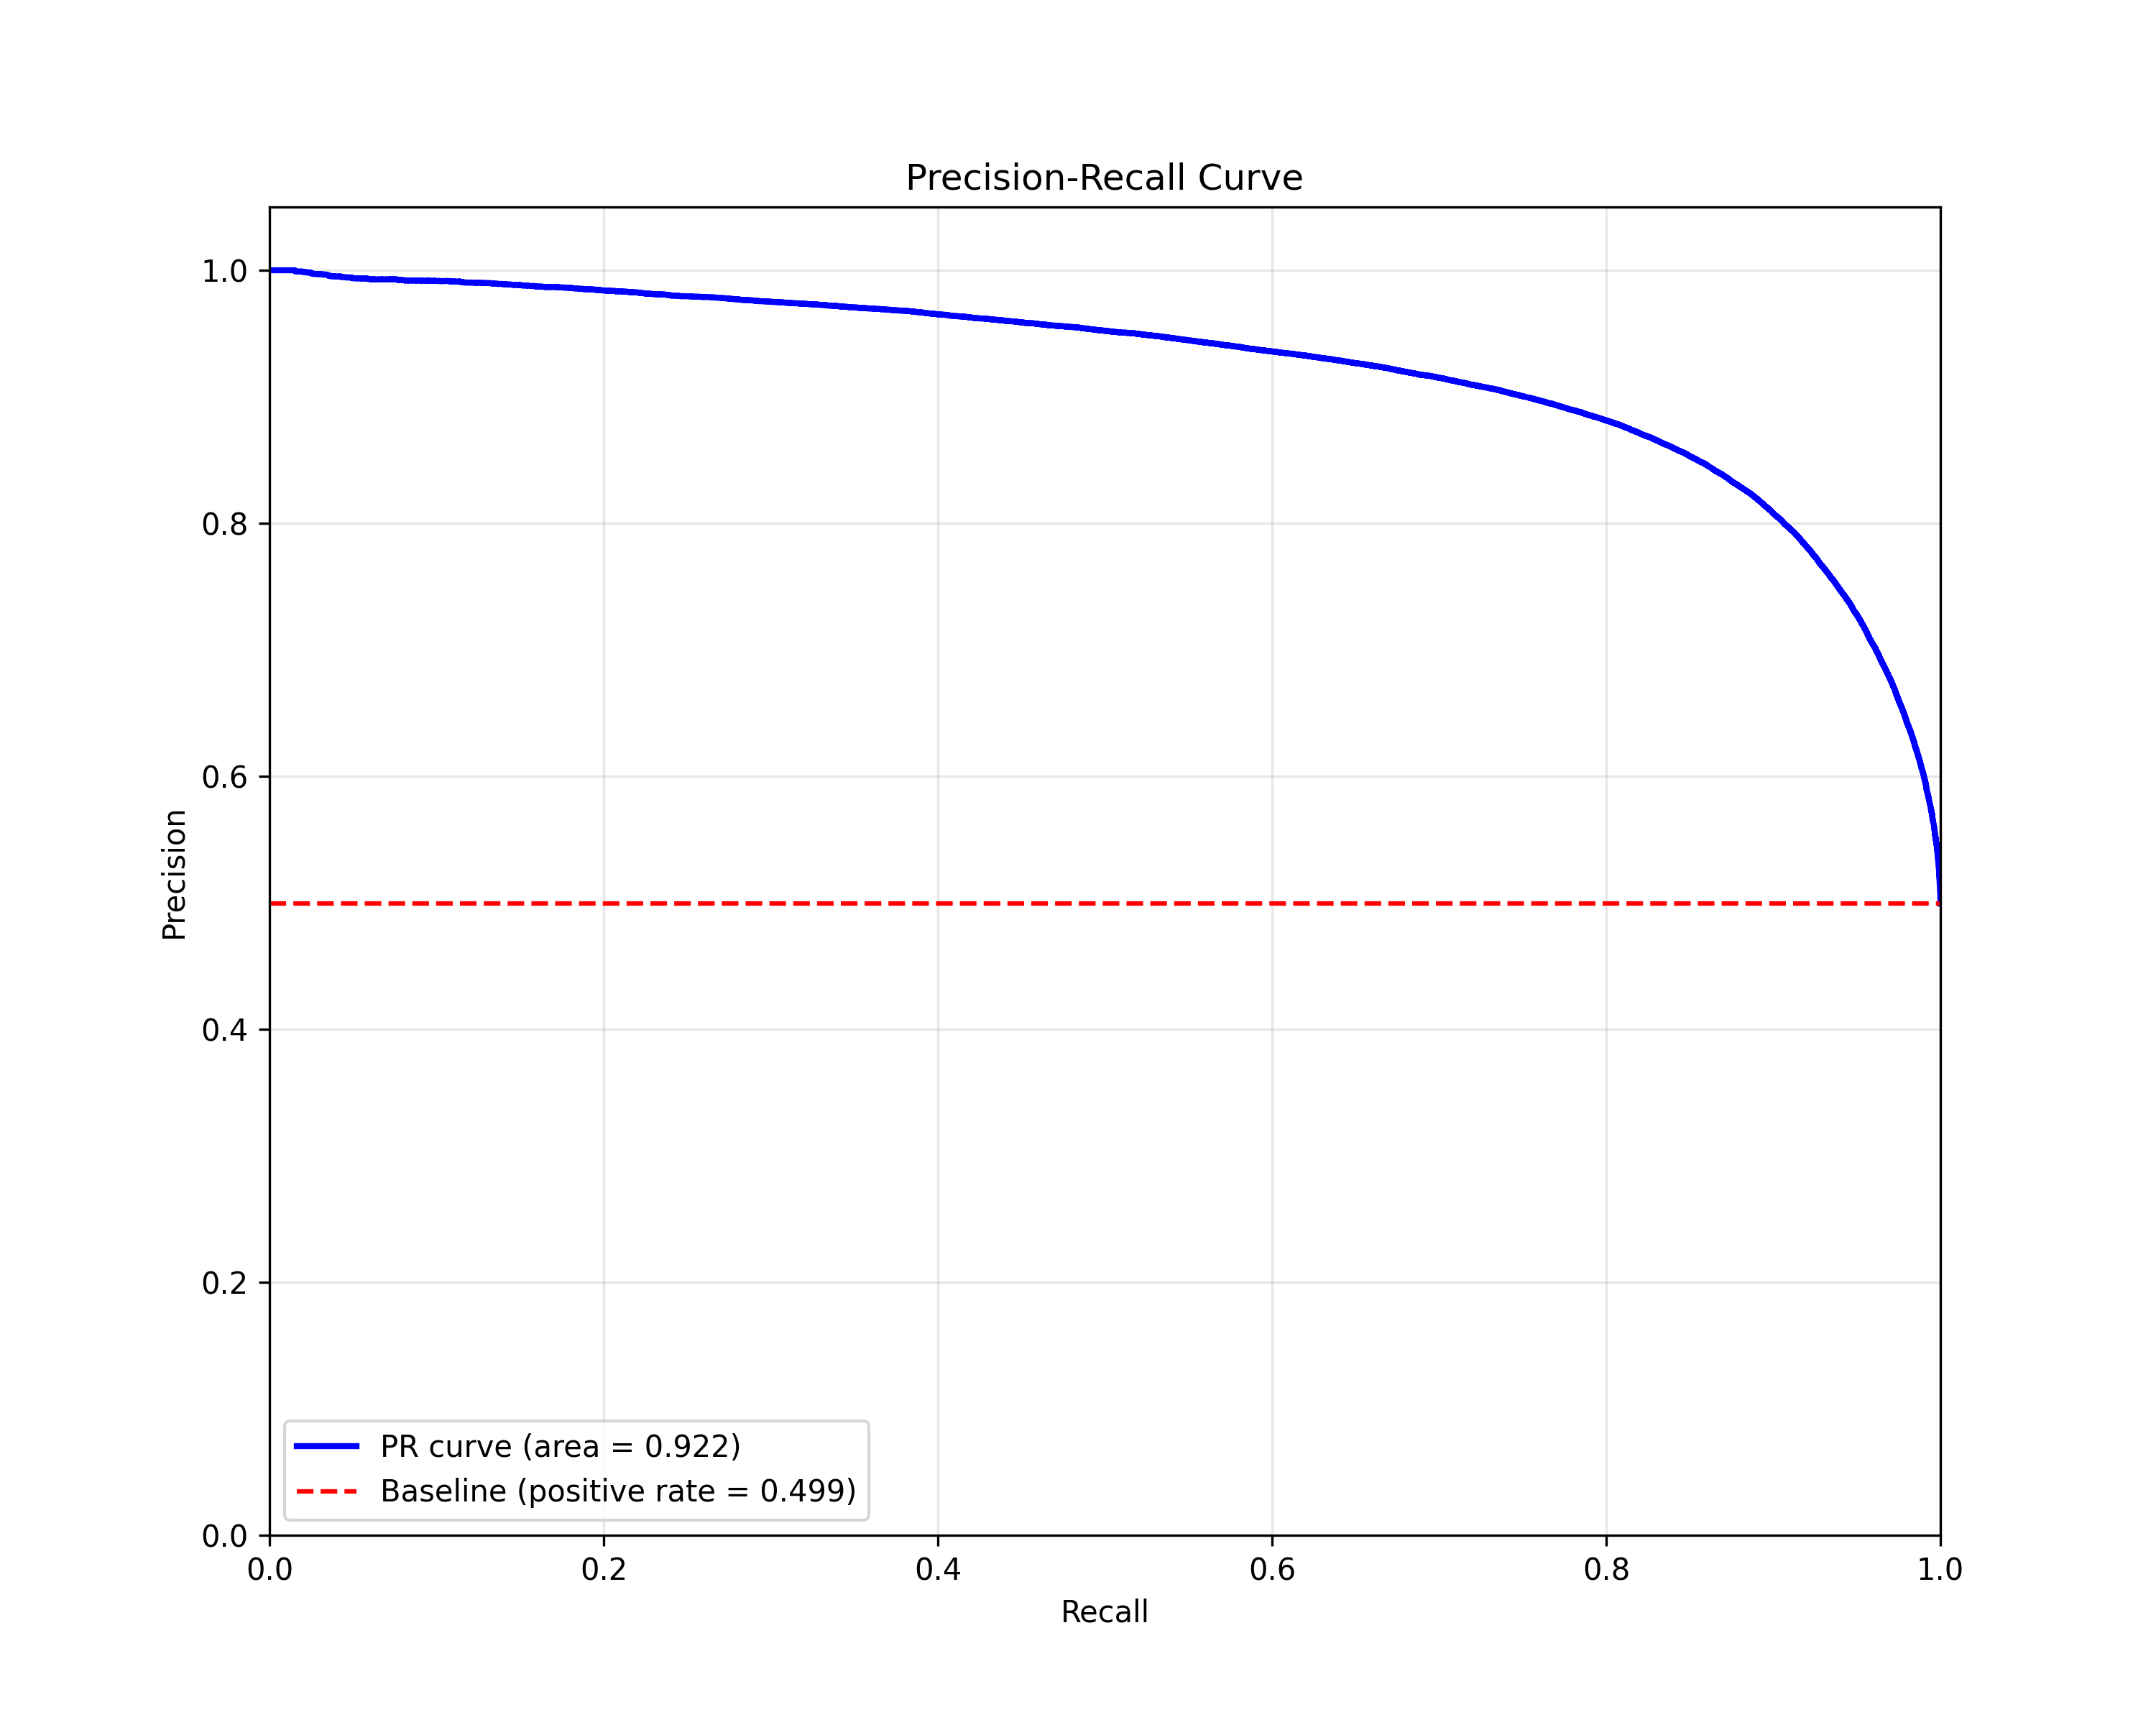 Precision-Recall Curve
1.0
0.8
0.6
0.4
0.2
0.0
Precision
PR curve (area = 0.922)
Baseline (positive rate = 0.499)
0.0 0.2 0.4 0.6 0.8 1.0
Recall